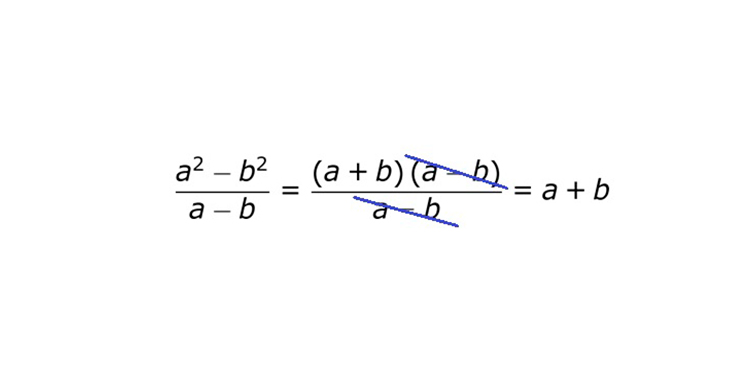 a² – b² / a – b = (a + b) (a – b) / a – b = a + b